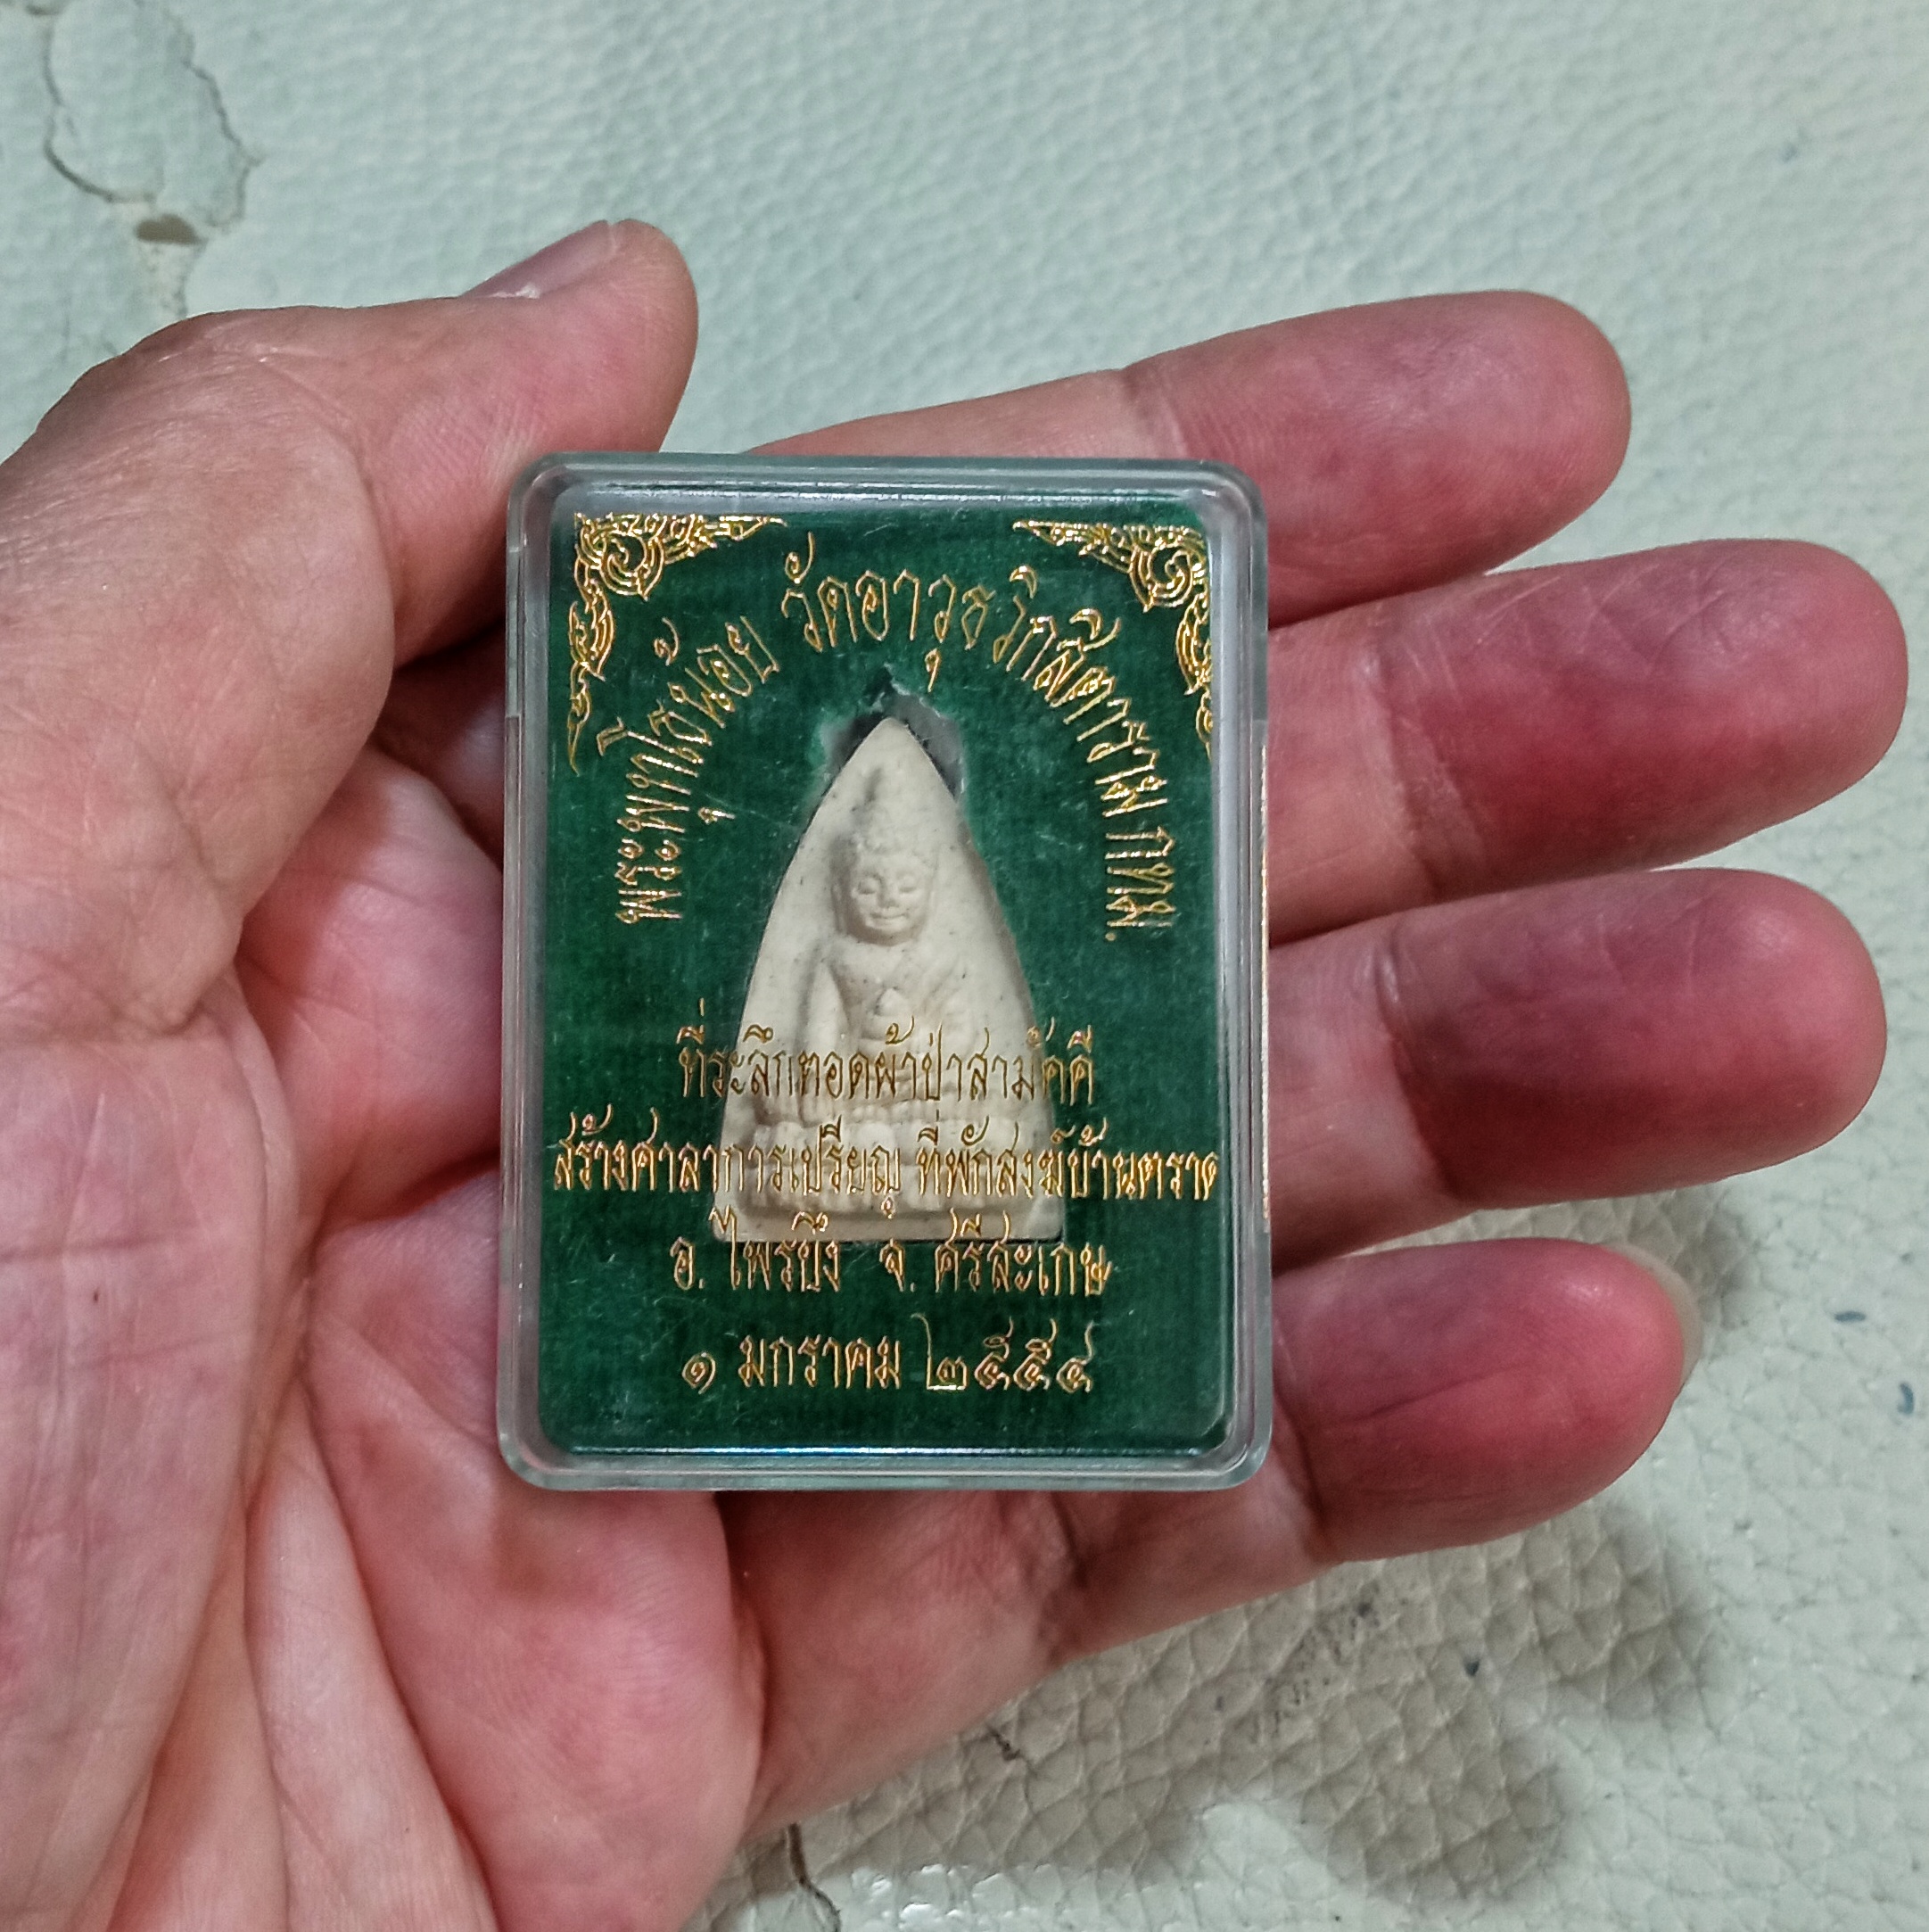 พระพุทโธน้อย วัดอาวุธวิกสิตาราม กทม.
ที่ระลึกทอดผ้าป่าสามัคคี
สร้างศาลาการเปรียญ ที่พักสงฆ์บ้านตราด
อ. ไพรบึง จ. ศรีสะเกษ
๑ มกราคม ๒๕๕๔